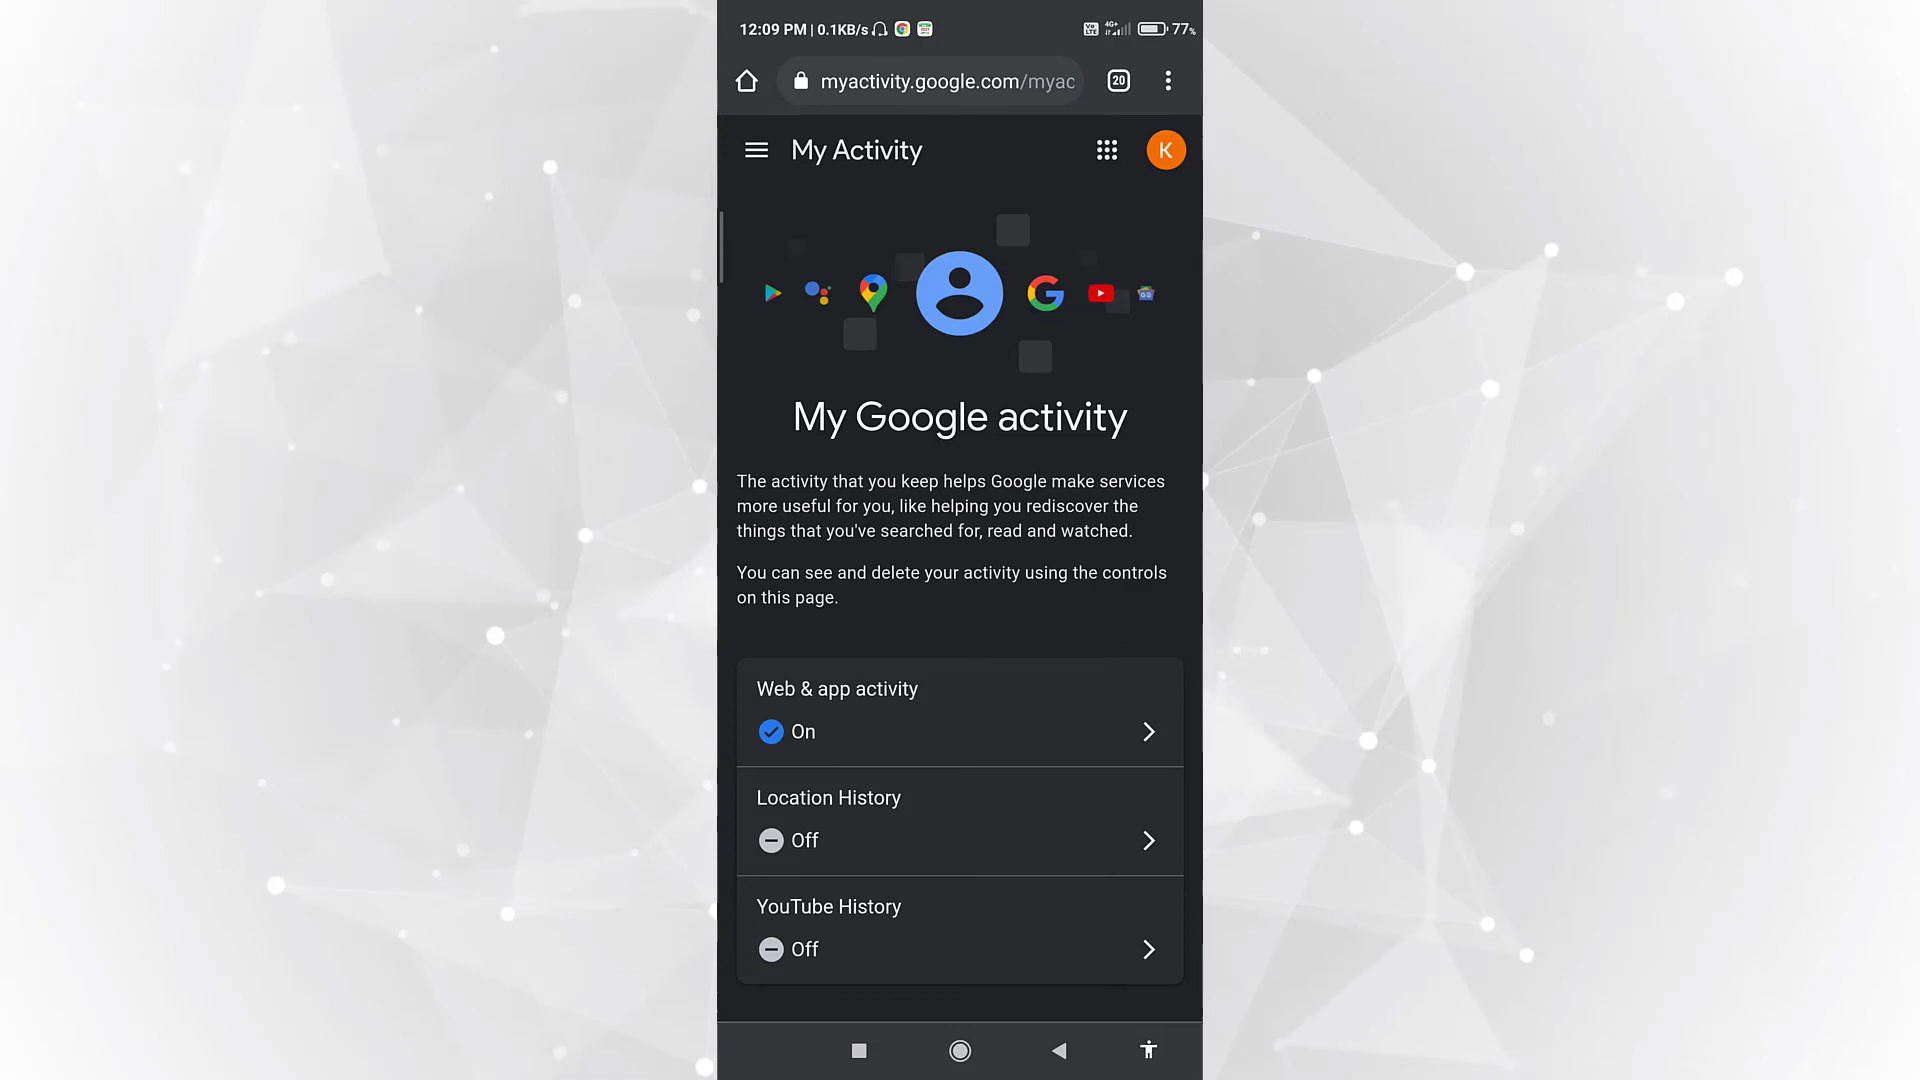 12:09 PM | 0.1KB/s
Vo LTE 4G+ 77%
myactivity.google.com/myac
20
My Activity
K
My Google activity
The activity that you keep helps Google make services
more useful for you, like helping you rediscover the
things that you've searched for, read and watched.
You can see and delete your activity using the controls
on this page.
Web & app activity
On
Location History
Off
YouTube History
Off